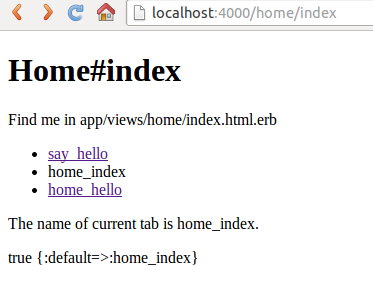 localhost:4000/home/index
Home#index
Find me in app/views/home/index.html.erb
say_hello
home_index
home_hello
The name of current tab is home_index.
true {:default=>:home_index}